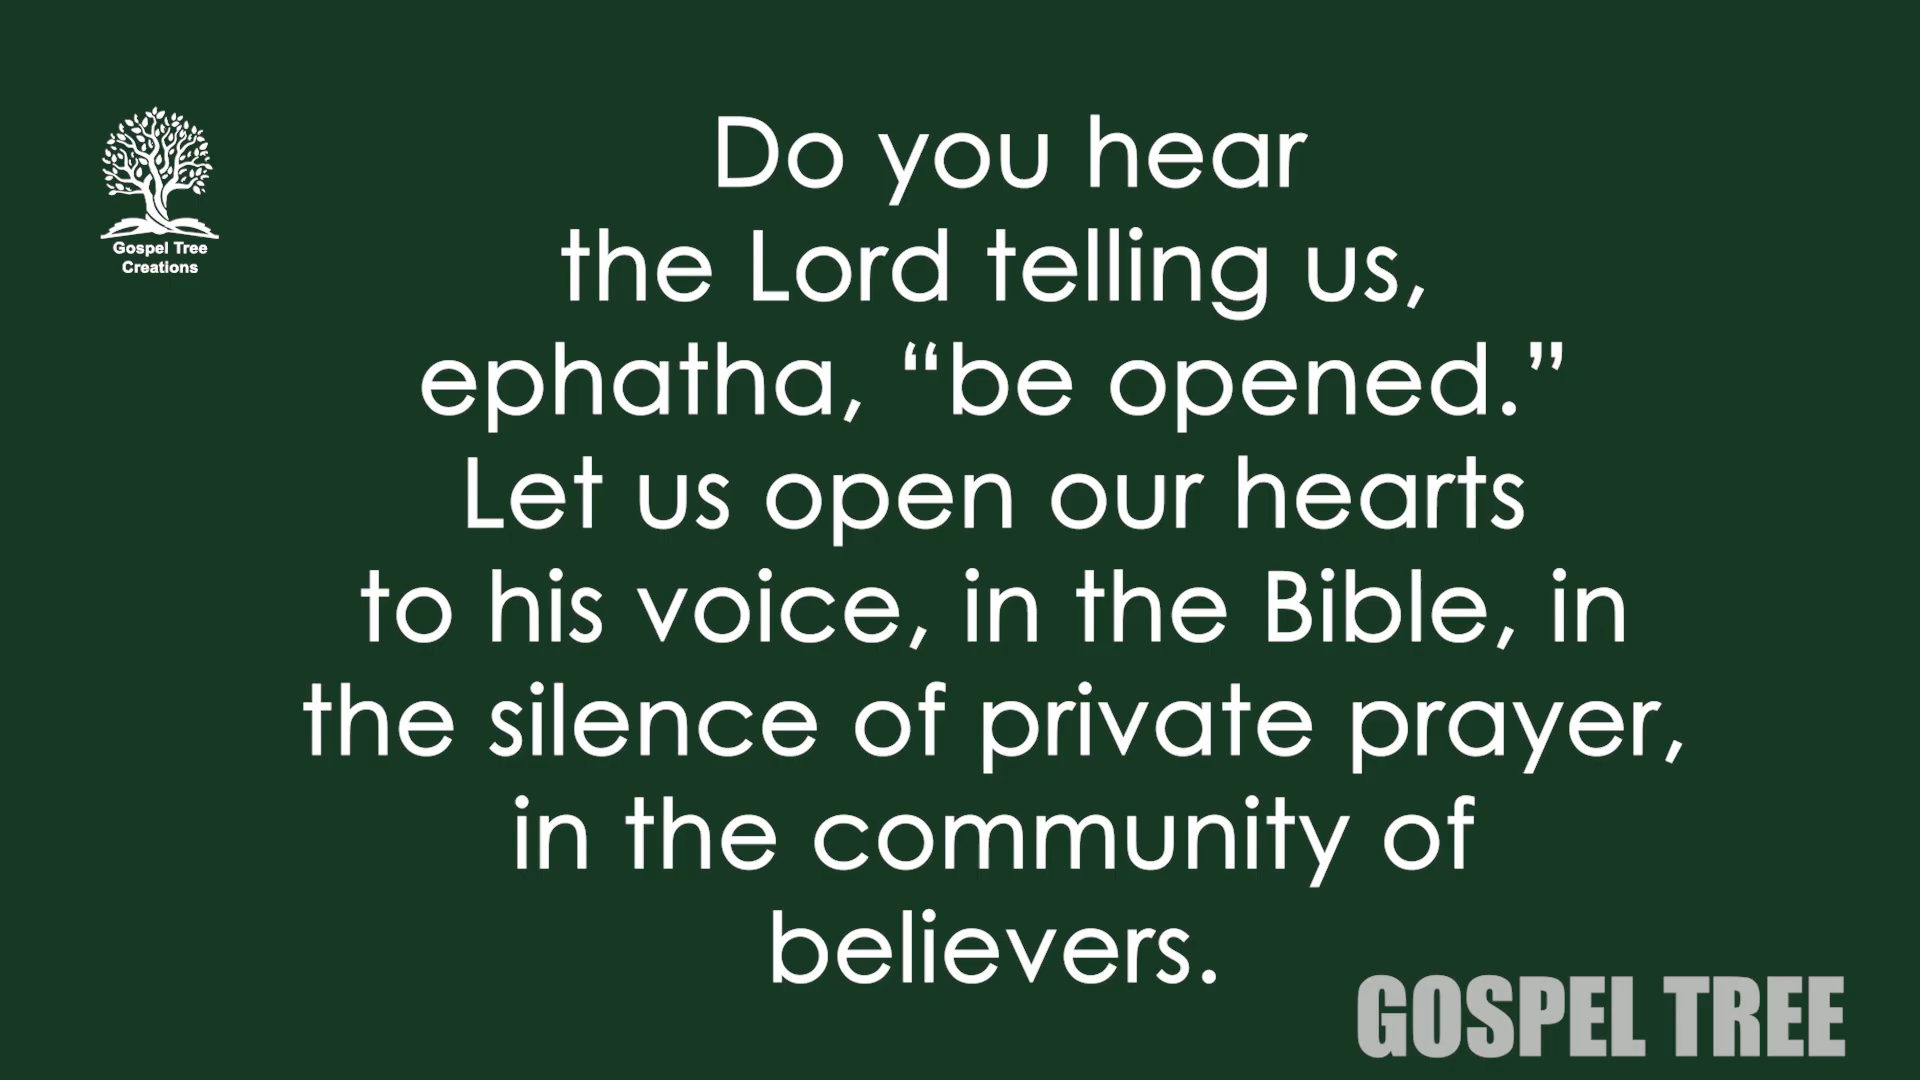 Gospel Tree
Creations
Do you hear
the Lord telling us,
ephatha, “be opened.”
Let us open our hearts
to his voice, in the Bible, in
the silence of private prayer,
in the community of
believers.
GOSPEL TREE